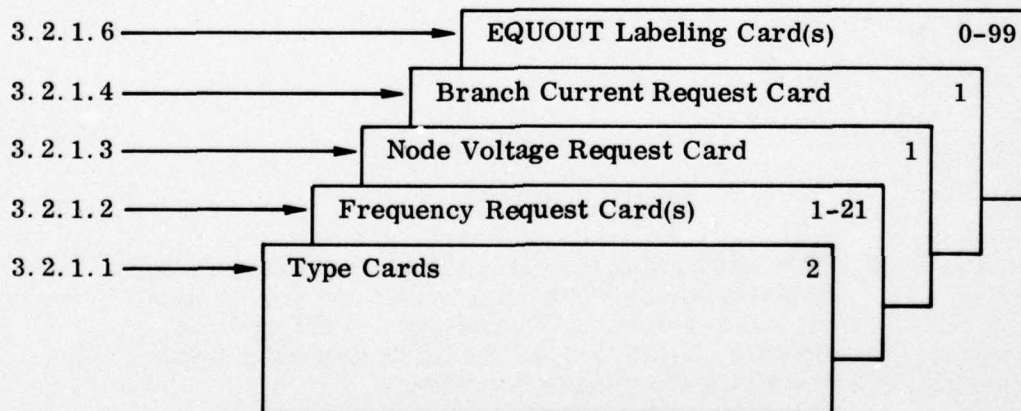 3.2.1.6 EQUOUT Labeling Card(s) 0-99
3.2.1.4 Branch Current Request Card 1
3.2.1.3 Node Voltage Request Card 1
3.2.1.2 Frequency Request Card(s) 1-21
3.2.1.1 Type Cards 2